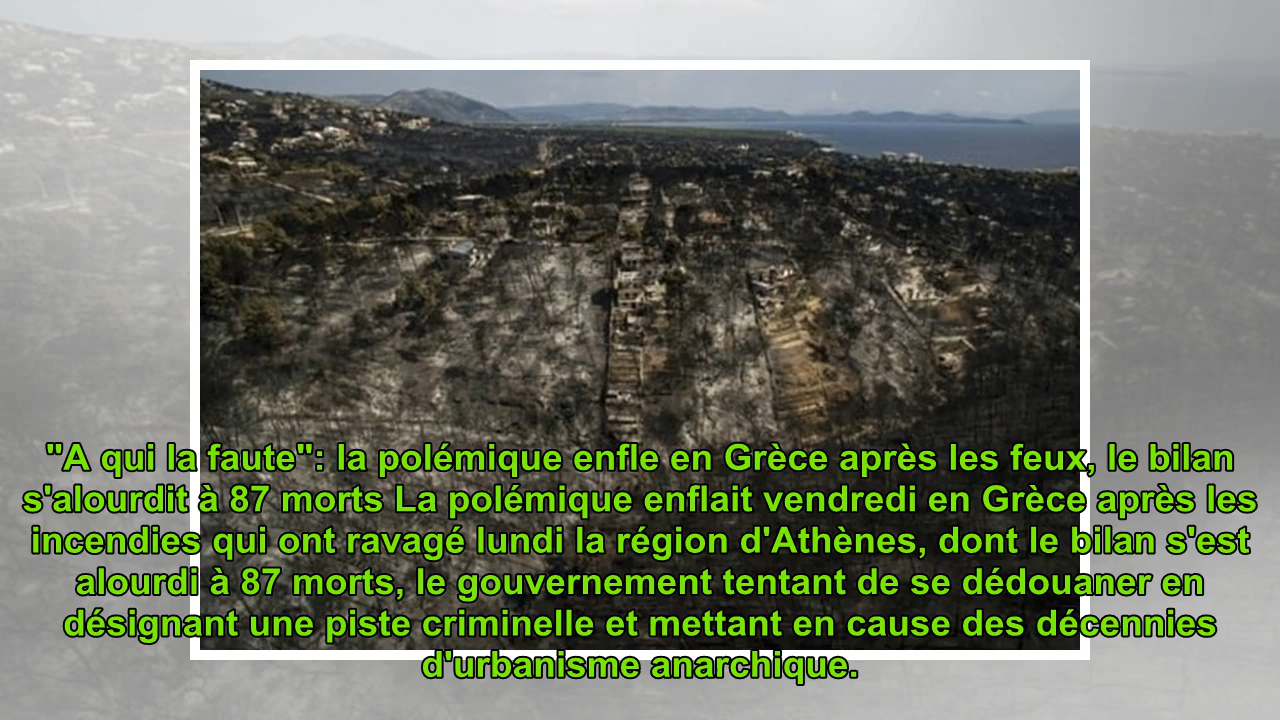 "A qui la faute": la polémique enfle en Grèce après les feux, le bilan
s'alourdit à 87 morts La polémique enflait vendredi en Grèce après les
incendies qui ont ravagé lundi la région d'Athènes, dont le bilan s'est
alourdi à 87 morts, le gouvernement tentant de se dédouaner en
désignant une piste criminelle et mettant en cause des décennies
d'urbanisme anarchique.